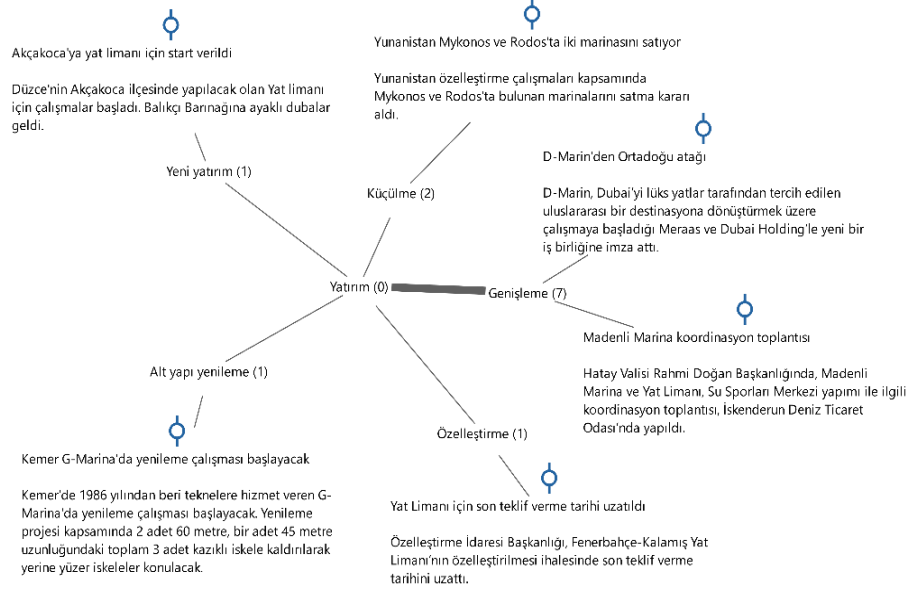 Akçakoca'ya yat limanı için start verildi
Düzce'nin Akçakoca ilçesinde yapılacak olan Yat limanı
için çalışmalar başladı. Balıkçı Barınağına ayaklı dubalar
geldi.
Yeni yatırım (1)
Yunanistan Mykonos ve Rodos'ta iki marinasını satıyor
Yunanistan özelleştirme çalışmaları kapsamında
Mykonos ve Rodos'ta bulunan marinalarını satma kararı
aldı.
Küçülme (2)
D-Marin'den Ortadoğu atağı
D-Marin, Dubai'yi lüks yatlar tarafından tercih edilen
uluslararası bir destinasyona dönüştürmek üzere
çalışmaya başladığı Meraas ve Dubai Holding'le yeni bir
iş birliğine imza attı.
Yatırım (0)
Genişleme (7)
Madenli Marina koordinasyon toplantısı
Hatay Valisi Rahmi Doğan Başkanlığında, Madenli
Marina ve Yat Limanı, Su Sporları Merkezi yapımı ile ilgili
koordinasyon toplantısı, İskenderun Deniz Ticaret
Odası'nda yapıldı.
Alt yapı yenileme (1)
Kemer G-Marina'da yenileme çalışması başlayacak
Kemer'de 1986 yılından beri teknelere hizmet veren G-
Marina'da yenileme çalışması başlayacak. Yenileme
projesi kapsamında 2 adet 60 metre, bir adet 45 metre
uzunluğundaki toplam 3 adet kazıklı iskele kaldırılarak
yerine yüzer iskeleler konulacak.
Özelleştirme (1)
Yat Limanı için son teklif verme tarihi uzatıldı
Özelleştirme İdaresi Başkanlığı, Fenerbahçe-Kalamış Yat
Limanı'nın özelleştirilmesi ihalesinde son teklif verme
tarihini uzattı.